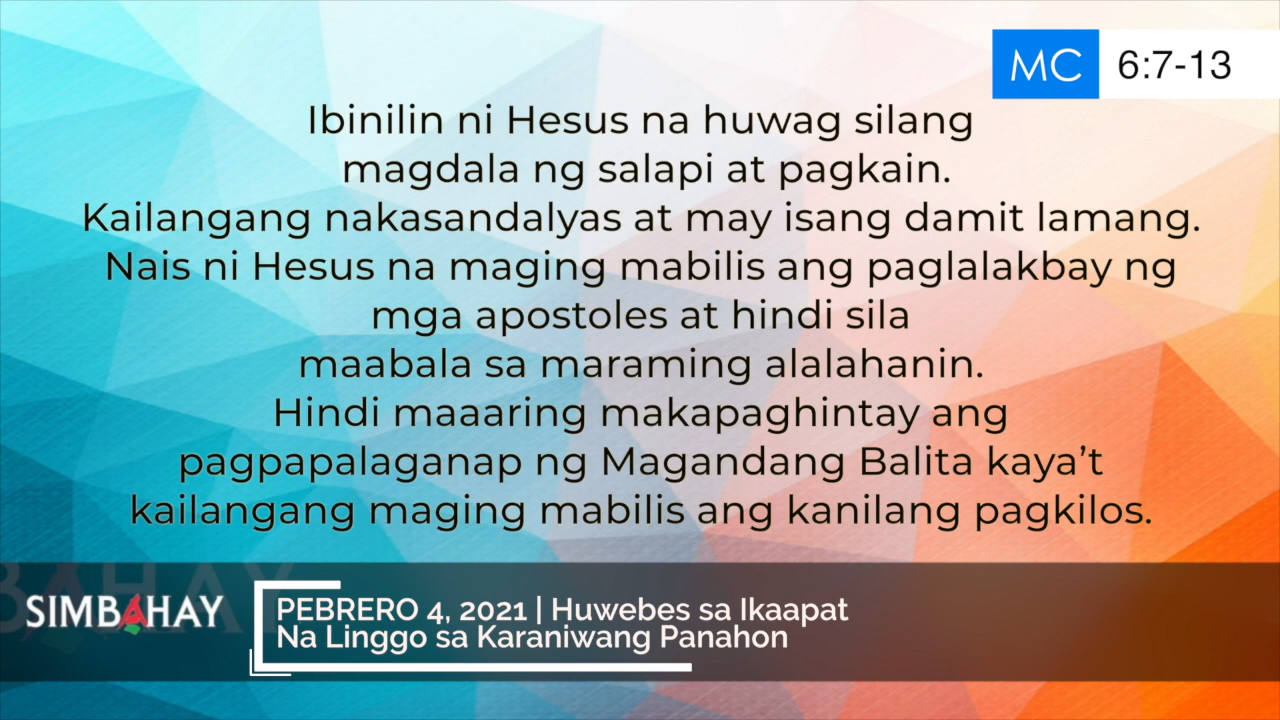 MC 6:7-13
Ibinilin ni Hesus na huwag silang
magdala ng salapi at pagkain.
Kailangang nakasandalyas at may isang damit lamang.
Nais ni Hesus na maging mabilis ang paglalakbay ng
mga apostoles at hindi sila
maabala sa maraming alalahanin.
Hindi maaaring makapaghintay ang
pagpapalaganap ng Magandang Balita kaya’t
kailangang maging mabilis ang kanilang pagkilos.
SIMBAHAY
PEBRERO 4, 2021 | Huwebes sa Ikaapat
Na Linggo sa Karaniwang Panahon